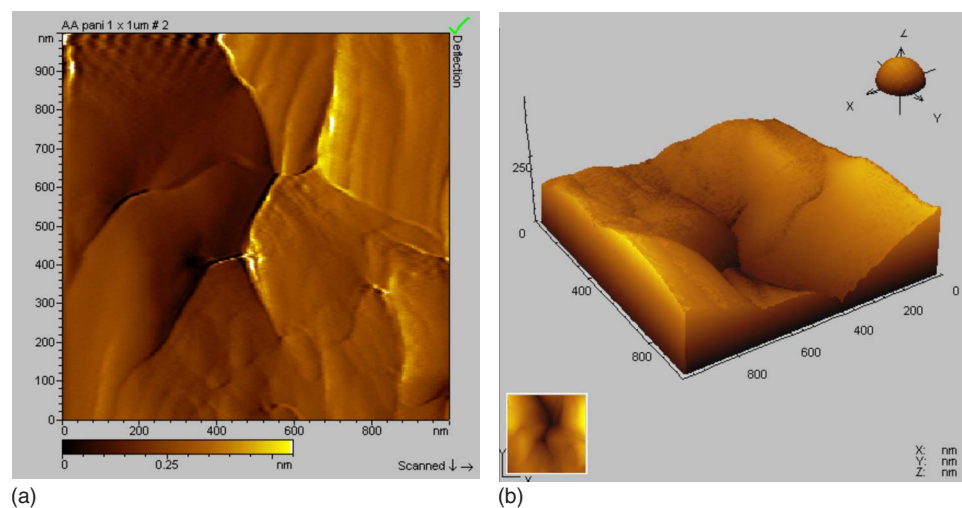 AA pani 1 x 1um # 2
nm
900
800
700
600
500
400
300
200
100
0
0 200 400 600 800 nm
0 0.25 nm
Deflection
Scanned ↓ →
(a)
Z
X
Y
250
0
400
800
800
600
400
200
0
Y
X
X: nm
Y: nm
Z: nm
(b)